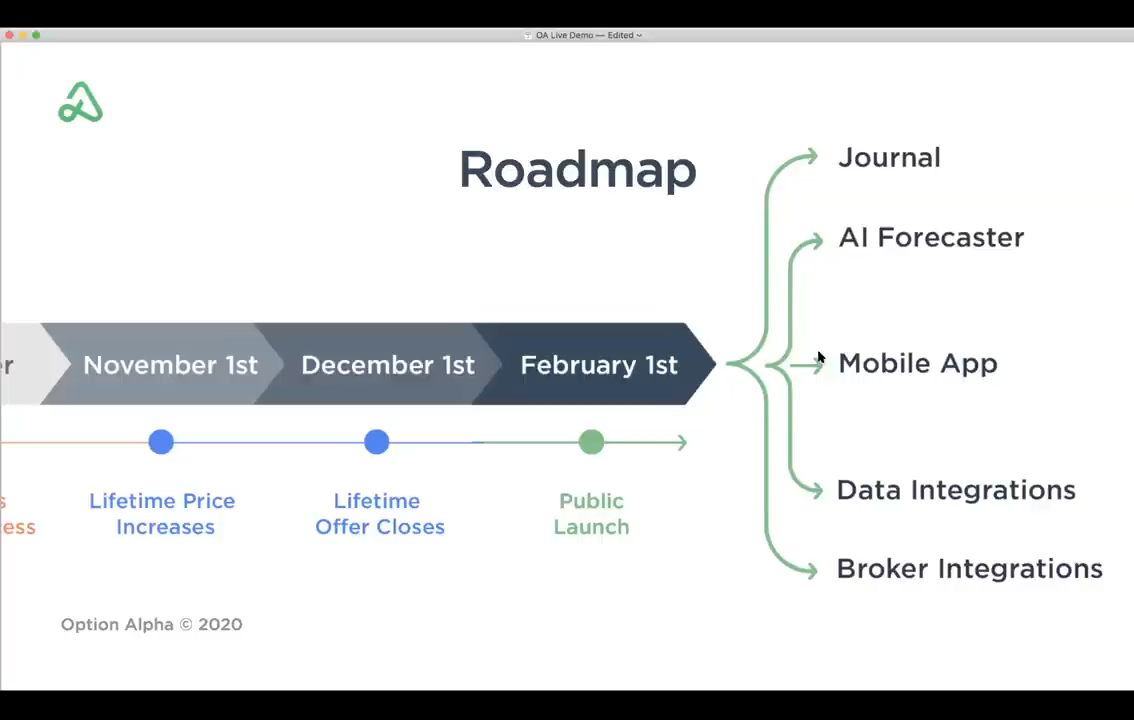 OA Live Demo — Edited
Roadmap
Journal
AI Forecaster
Mobile App
Data Integrations
Broker Integrations
November 1st
December 1st
February 1st
Lifetime Price
Increases
Lifetime
Offer Closes
Public
Launch
Option Alpha © 2020